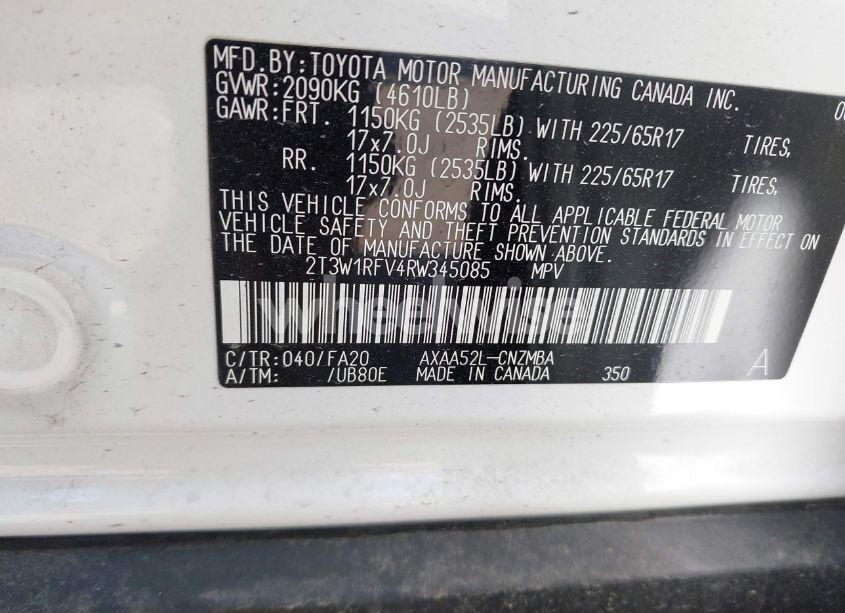 MFD.BY:TOYOTA MOTOR MANUFACTURING CANADA INC.
GVWR:2090KG (4610LB)
GAWR:FRT. 1150KG (2535LB) WITH 225/65R17 TIRES,
17x7.0J RIMS.
RR. 1150KG (2535LB) WITH 225/65R17 TIRES,
17x7.0J RIMS.
THIS VEHICLE CONFORMS TO ALL APPLICABLE FEDERAL MOTOR
VEHICLE SAFETY AND THEFT PREVENTION STANDARDS IN EFFECT ON
THE DATE OF MANUFACTURE SHOWN ABOVE.
2T3W1RFV4RW345085 MPV
wheelwise
C/TR:040/FA20 AXAA52L-CNZMBA
A/TM: /UB80E MADE IN CANADA 350 A